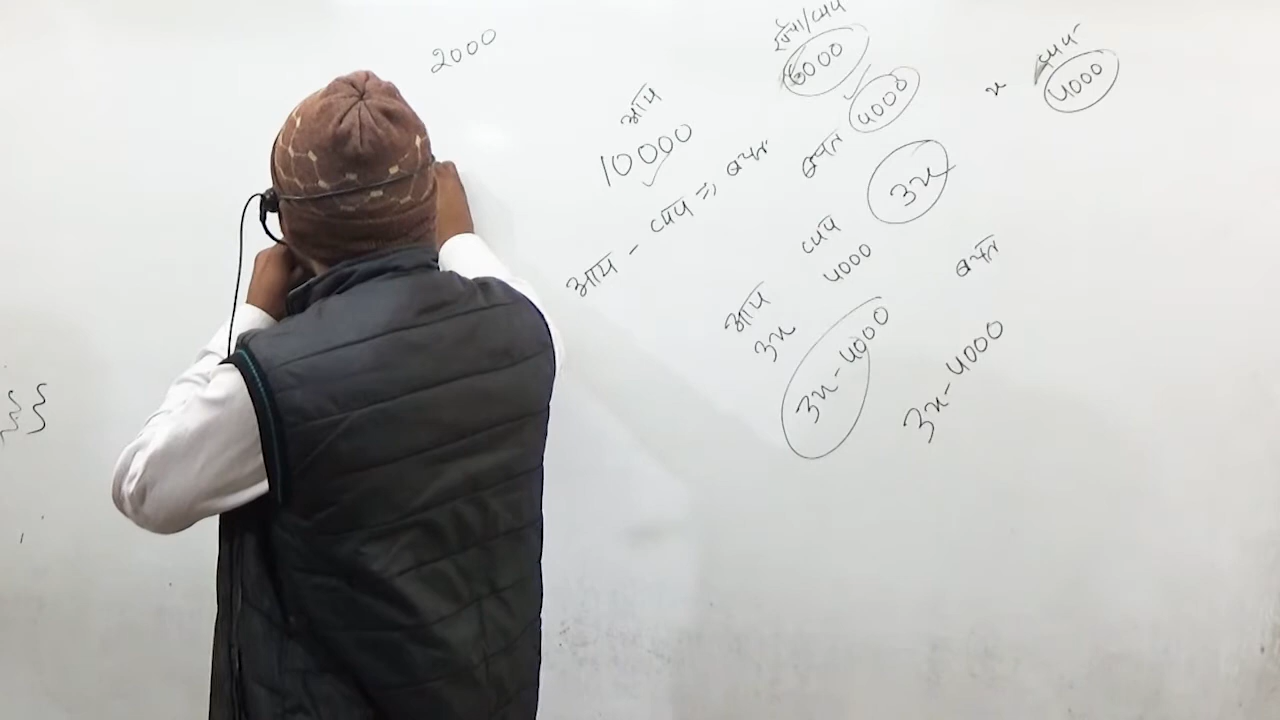 2000
आय
10000
आय - व्यय => बचत
खर्चा/व्यय
6000
बचत 4000
3x
x
व्यय
4000
आय व्यय बचत
3x 4000
3x-4000 3x-4000